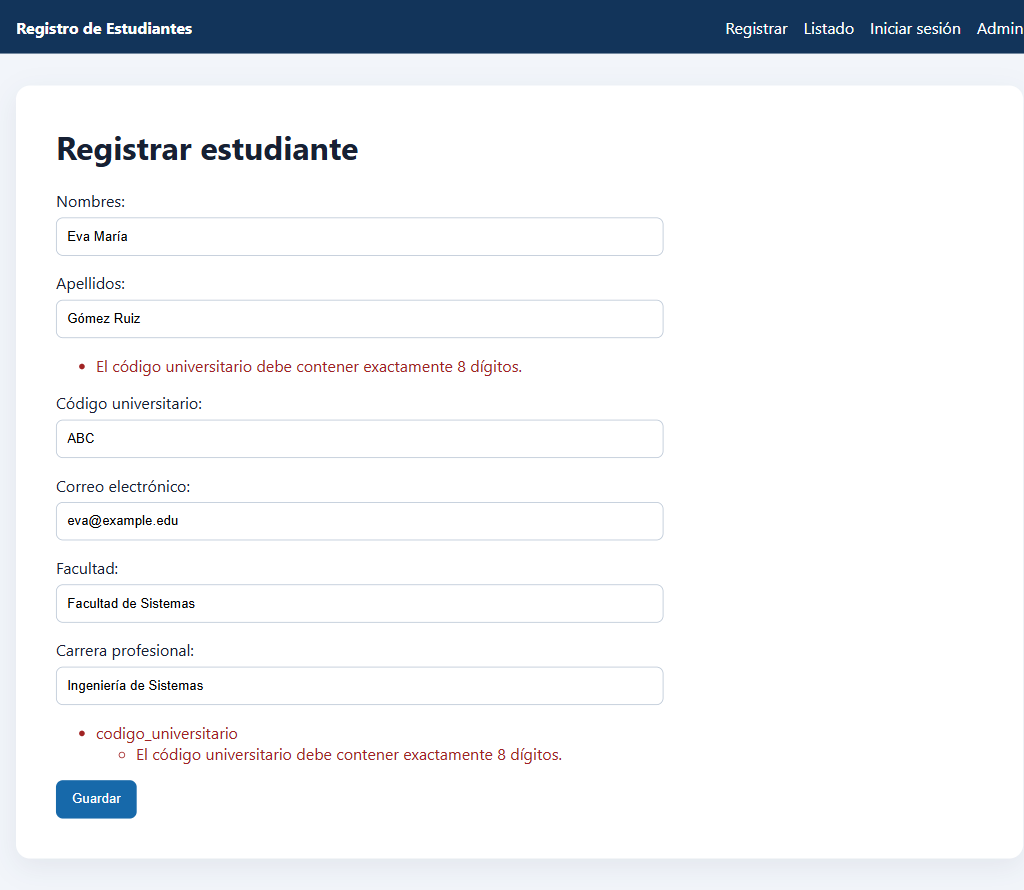 Registro de Estudiantes
Registrar Listado Iniciar sesión Admin
Registrar estudiante
Nombres:
Eva María
Apellidos:
Gómez Ruiz
El código universitario debe contener exactamente 8 dígitos.
Código universitario:
ABC
Correo electrónico:
eva@example.edu
Facultad:
Facultad de Sistemas
Carrera profesional:
Ingeniería de Sistemas
codigo_universitario
El código universitario debe contener exactamente 8 dígitos.
Guardar